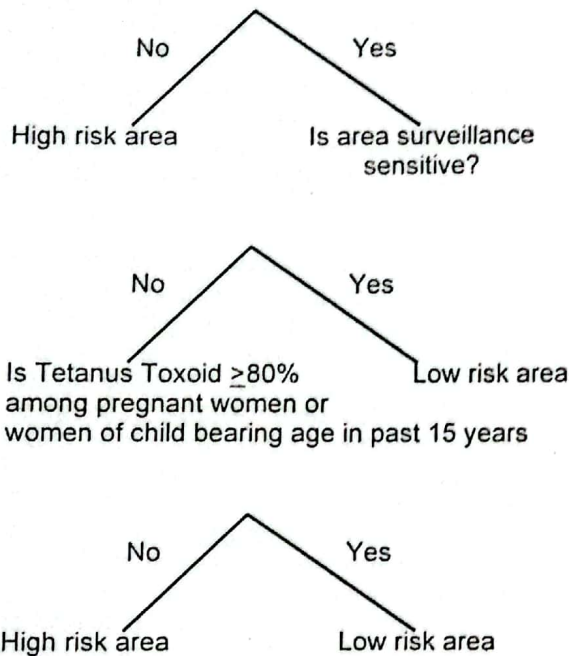 No
Yes
High risk area
Is area surveillance
sensitive?
No
Yes
Is Tetanus Toxoid ≥80%
among pregnant women or
women of child bearing age in past 15 years
Low risk area
No
Yes
High risk area
Low risk area